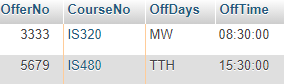 OfferNo CourseNo OffDays OffTime
3333 IS320 MW 08:30:00
5679 IS480 TTH 15:30:00